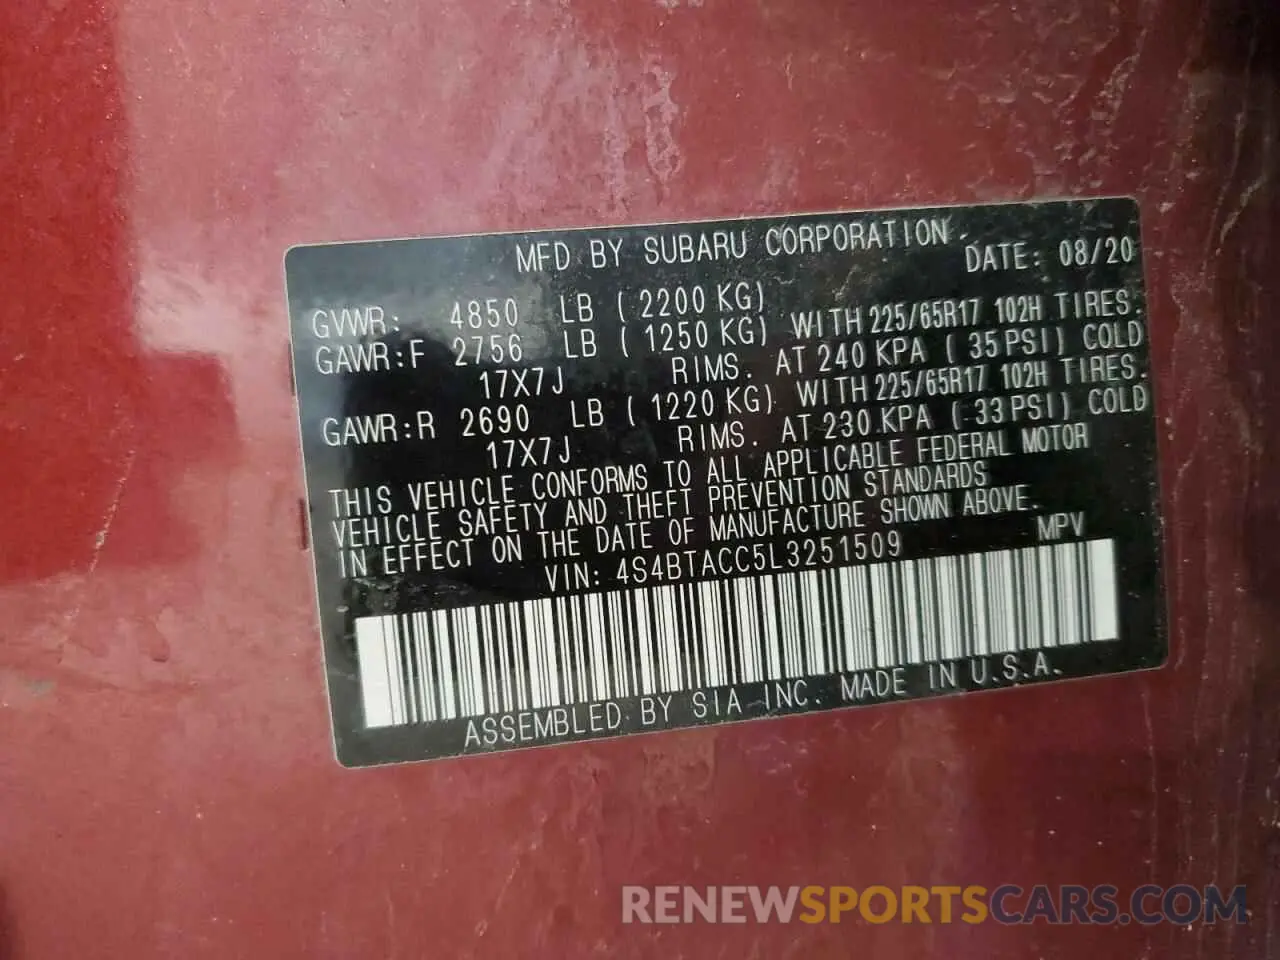 MFD BY SUBARU CORPORATION
DATE: 08/20
GVWR: 4850 LB (2200 KG)
GAWR:F 2756 LB (1250 KG) WITH 225/65R17 102H TIRES.
17X7J RIMS. AT 240 KPA (35 PSI) COLD
GAWR:R 2690 LB (1220 KG) WITH 225/65R17 102H TIRES.
17X7J RIMS. AT 230 KPA (33 PSI) COLD
THIS VEHICLE CONFORMS TO ALL APPLICABLE FEDERAL MOTOR
VEHICLE SAFETY AND THEFT PREVENTION STANDARDS
IN EFFECT ON THE DATE OF MANUFACTURE SHOWN ABOVE.
VIN: 4S4BTACC5L3251509 MPV
ASSEMBLED BY SIA INC. MADE IN U.S.A.
RENEWSPORTSCARS.COM